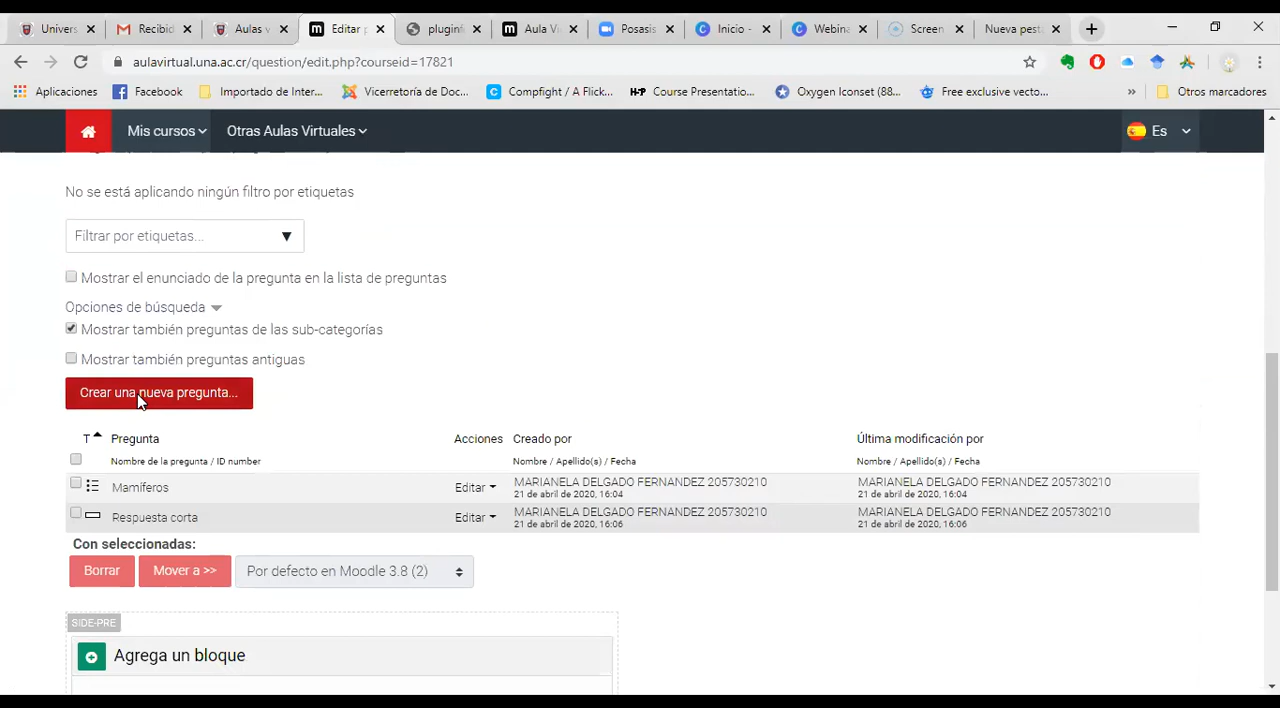 Univers
Recibid
Aulas v
Editar p
pluginfi
Aula Vi
Posasis
Inicio -
Webina
Screen
Nueva pest
aulavirtual.una.ac.cr/question/edit.php?courseid=17821
Aplicaciones
Facebook
Importado de Inter...
Vicerretoría de Doc...
Compfight / A Flick...
Course Presentatio...
Oxygen Iconset (88...
Free exclusive vecto...
»
Otros marcadores
Mis cursos
Otras Aulas Virtuales
Es
No se está aplicando ningún filtro por etiquetas
Filtrar por etiquetas...
Mostrar el enunciado de la pregunta en la lista de preguntas
Opciones de búsqueda
Mostrar también preguntas de las sub-categorías
Mostrar también preguntas antiguas
Crear una nueva pregunta...
T Pregunta Acciones Creado por Última modificación por
Nombre de la pregunta / ID number Nombre / Apellido(s) / Fecha Nombre / Apellido(s) / Fecha
Mamíferos Editar MARIANELA DELGADO FERNANDEZ 205730210 MARIANELA DELGADO FERNANDEZ 205730210
21 de abril de 2020, 16:04 21 de abril de 2020, 16:04
Respuesta corta Editar MARIANELA DELGADO FERNANDEZ 205730210 MARIANELA DELGADO FERNANDEZ 205730210
21 de abril de 2020, 16:06 21 de abril de 2020, 16:06
Con seleccionadas:
Borrar
Mover a >>
Por defecto en Moodle 3.8 (2)
SIDE-PRE
Agrega un bloque